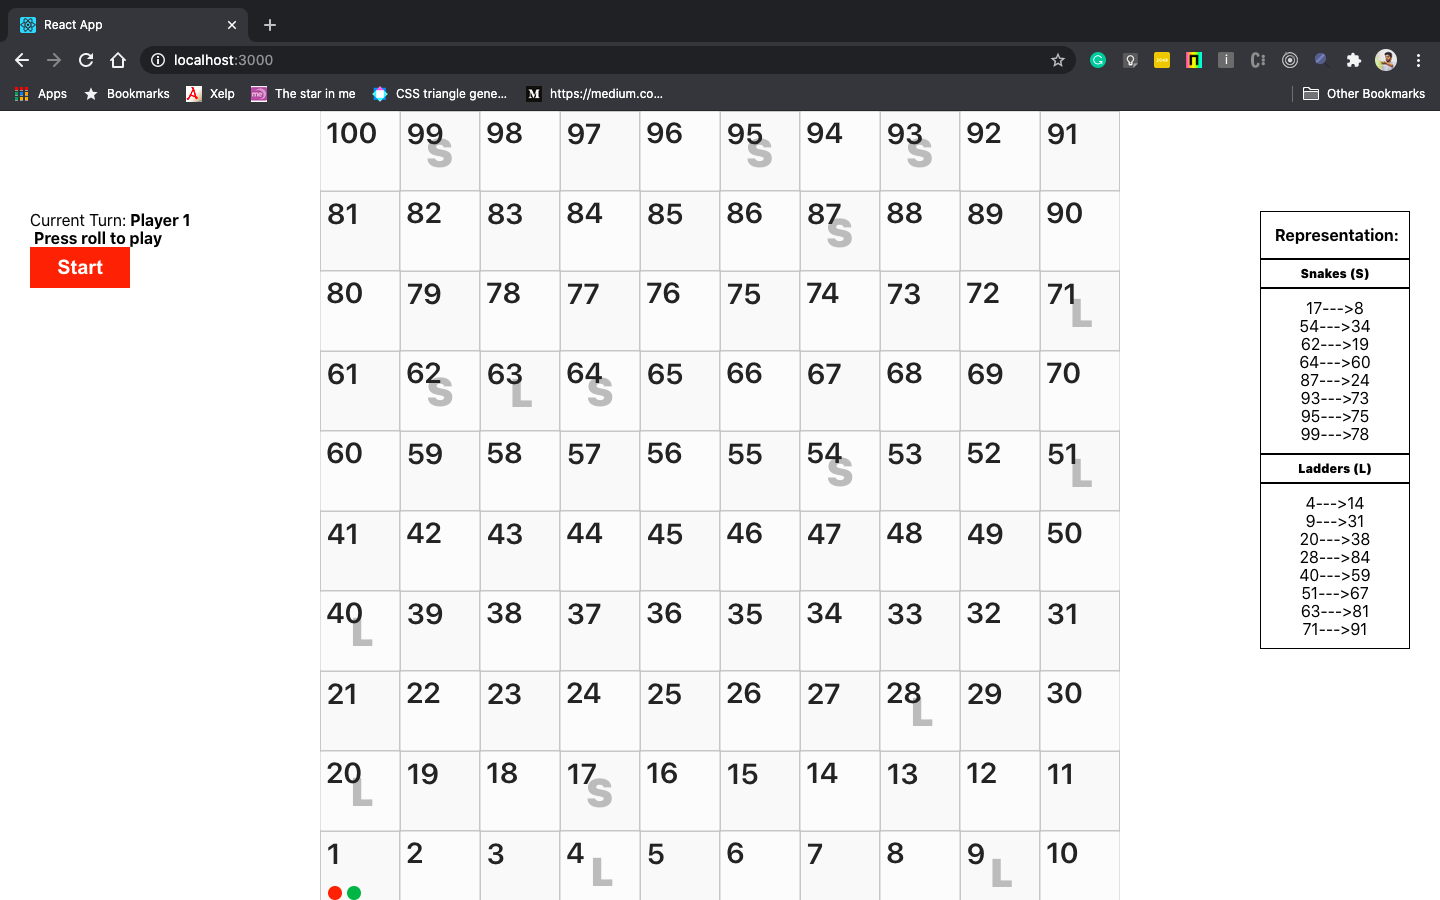 React App
localhost:3000
Apps Bookmarks Xelp The star in me CSS triangle gene... https://medium.co... Other Bookmarks
100 99 98 97 96 95 94 93 92 91
S S S
Current Turn: Player 1
Press roll to play
Start
81 82 83 84 85 86 87 88 89 90
S
80 79 78 77 76 75 74 73 72 71
L
61 62 63 64 65 66 67 68 69 70
S L S
60 59 58 57 56 55 54 53 52 51
S L
41 42 43 44 45 46 47 48 49 50
40 39 38 37 36 35 34 33 32 31
L
21 22 23 24 25 26 27 28 29 30
L
20 19 18 17 16 15 14 13 12 11
L S
1 2 3 4 5 6 7 8 9 10
L L
Representation:
Snakes (S)
17--->8
54--->34
62--->19
64--->60
87--->24
93--->73
95--->75
99--->78
Ladders (L)
4--->14
9--->31
20--->38
28--->84
40--->59
51--->67
63--->81
71--->91